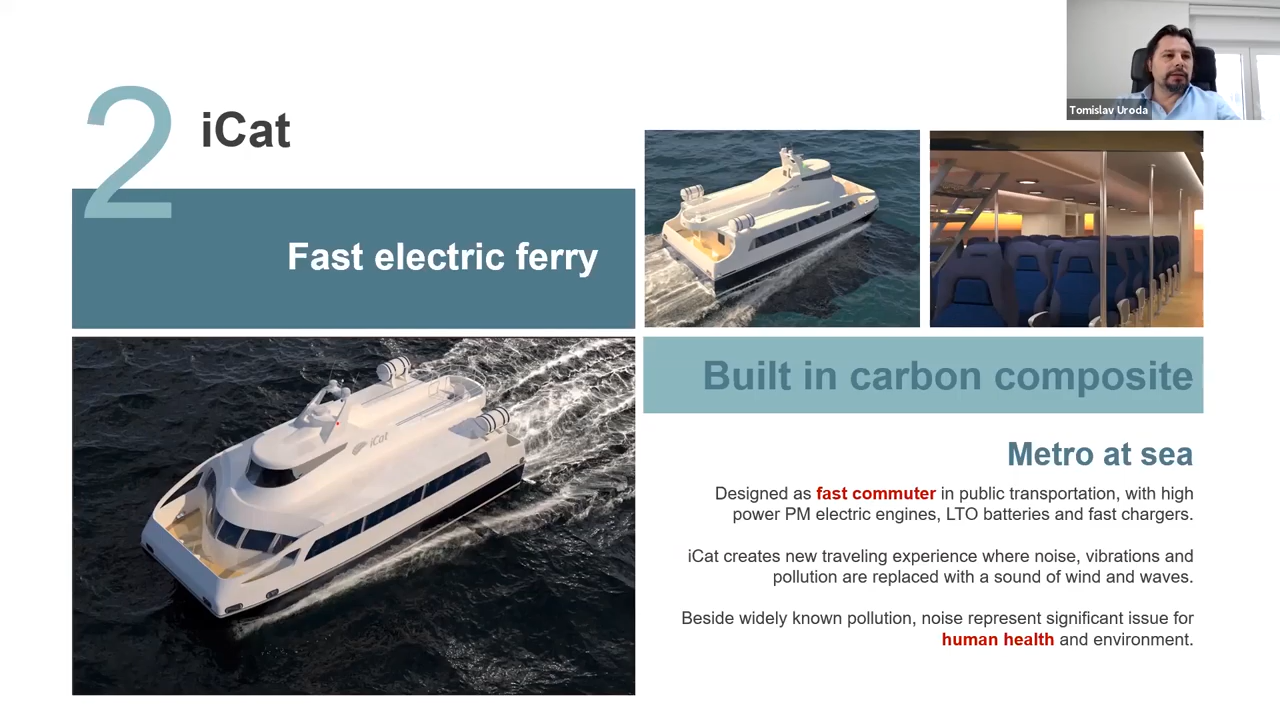 Tomislav Uroda
2
iCat
Fast electric ferry
iCat
Built in carbon composite
Metro at sea
Designed as fast commuter in public transportation, with high
power PM electric engines, LTO batteries and fast chargers.
iCat creates new traveling experience where noise, vibrations and
pollution are replaced with a sound of wind and waves.
Beside widely known pollution, noise represent significant issue for
human health and environment.